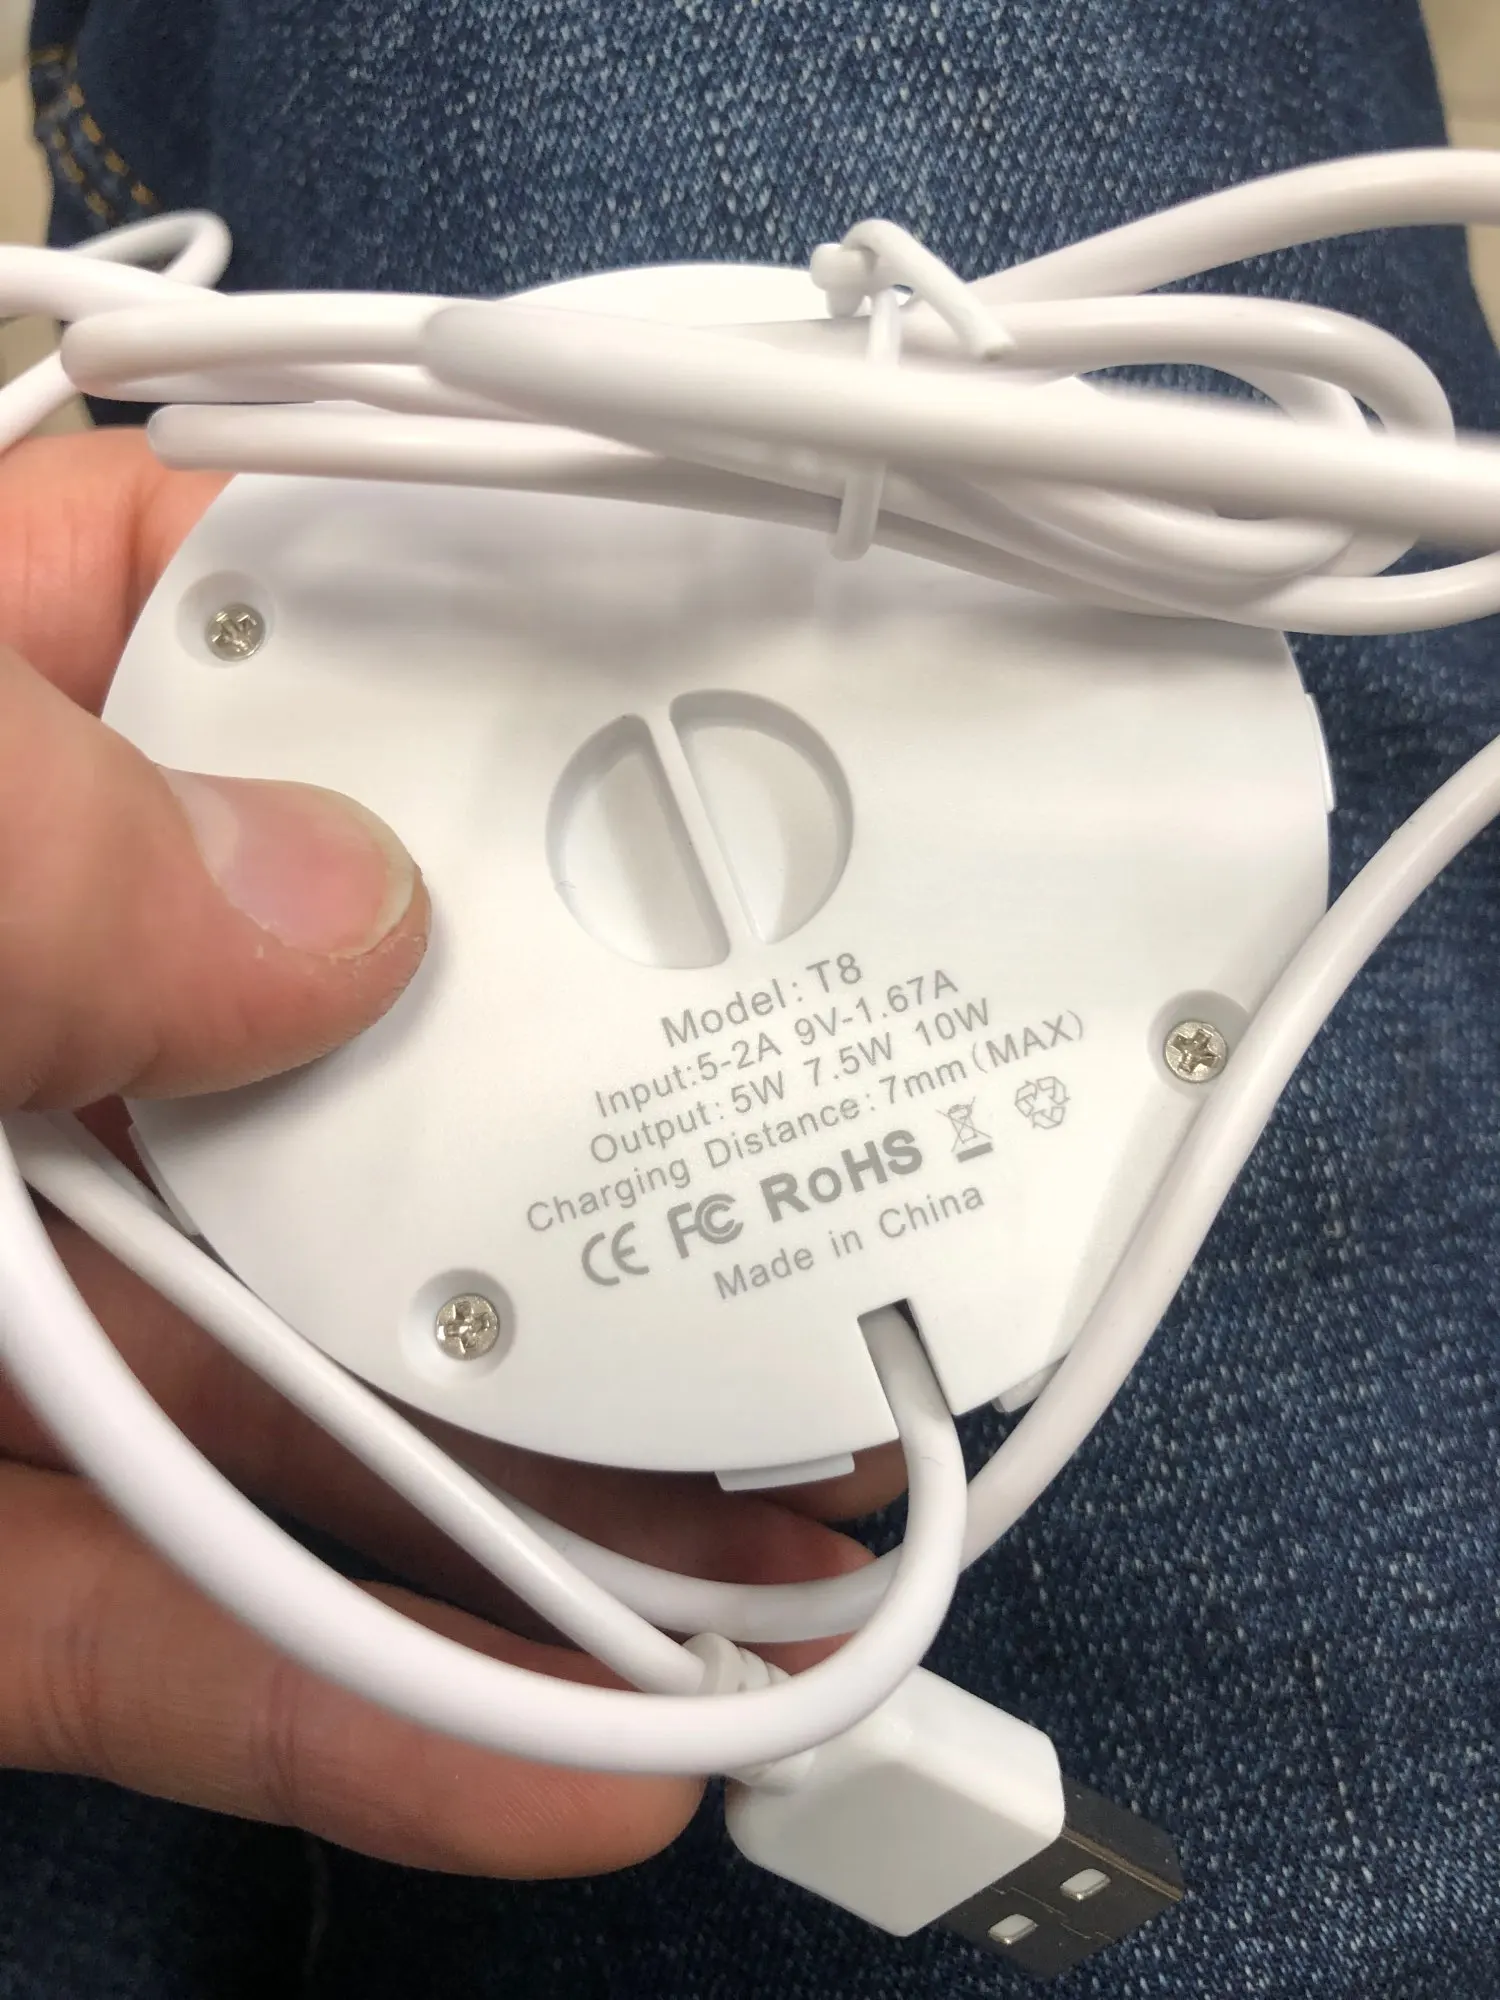 Model: T8
Input:5-2A 9V-1.67A
Output: 5W 7.5W 10W
Charging Distance:7mm(MAX)
CE FC RoHS
Made in China